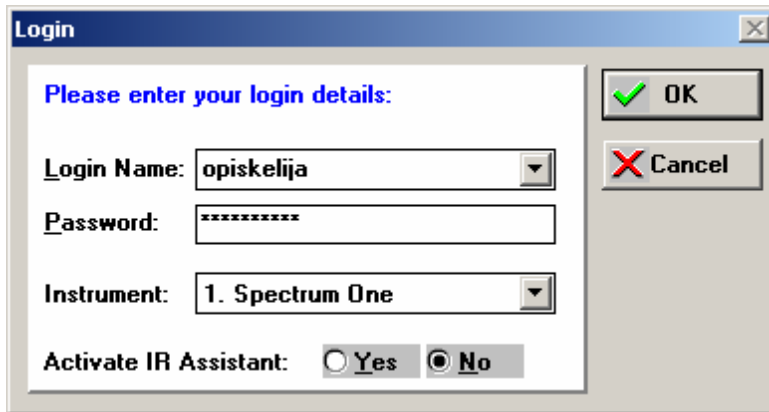 Login
Please enter your login details:
OK
Login Name: opiskelija
Cancel
Password: **********
Instrument: 1. Spectrum One
Activate IR Assistant: Yes No